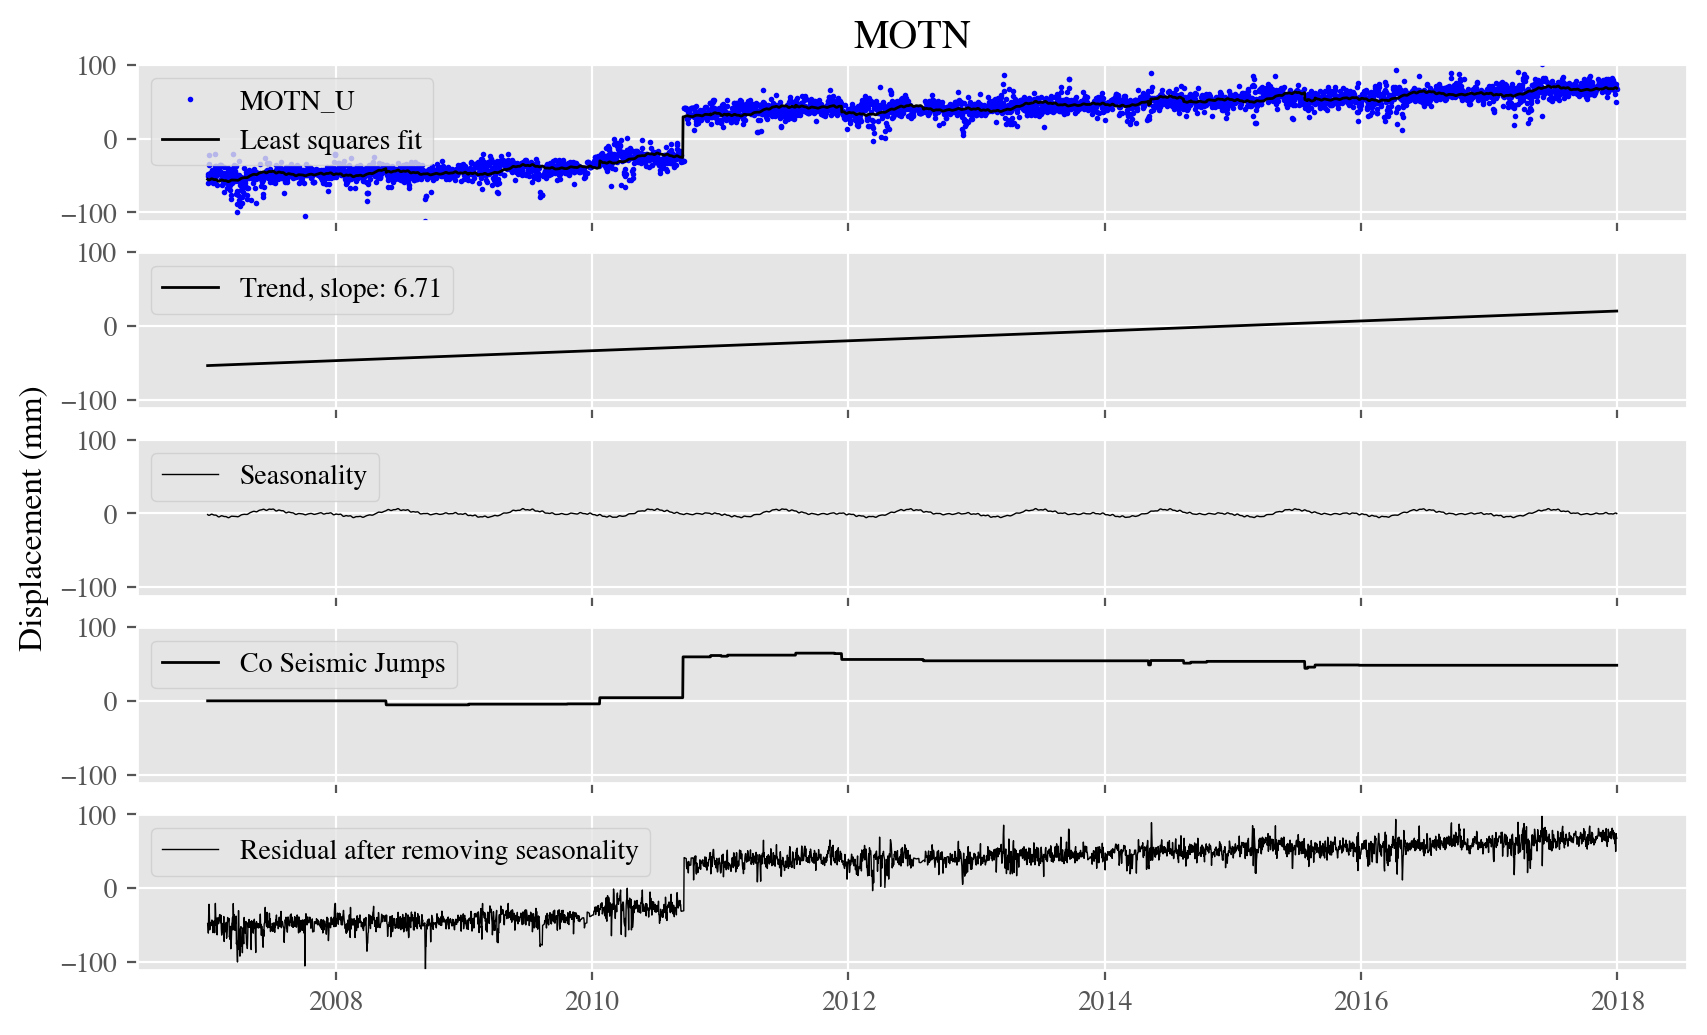 MOTN
100
0
−100
MOTN_U
Least squares fit
100
0
−100
Trend, slope: 6.71
Displacement (mm)
100
0
−100
Seasonality
100
0
−100
Co Seismic Jumps
100
0
−100
Residual after removing seasonality
2008 2010 2012 2014 2016 2018